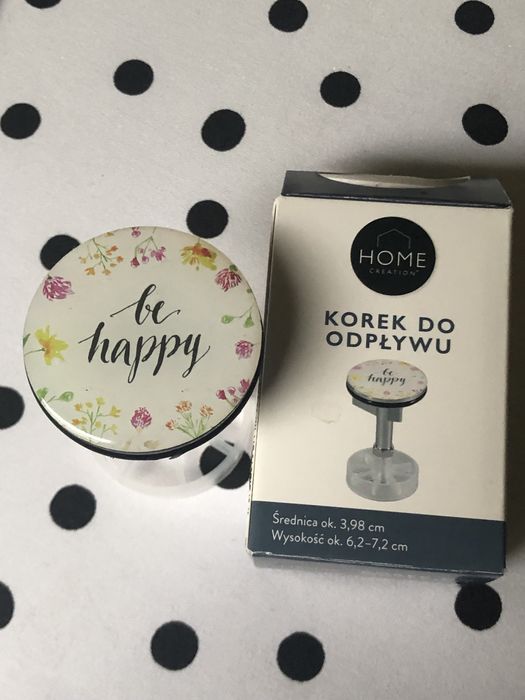 be
happy
HOME
CREATION
KOREK DO
ODPŁYWU
be
happy
Średnica ok. 3,98 cm
Wysokość ok. 6,2–7,2 cm